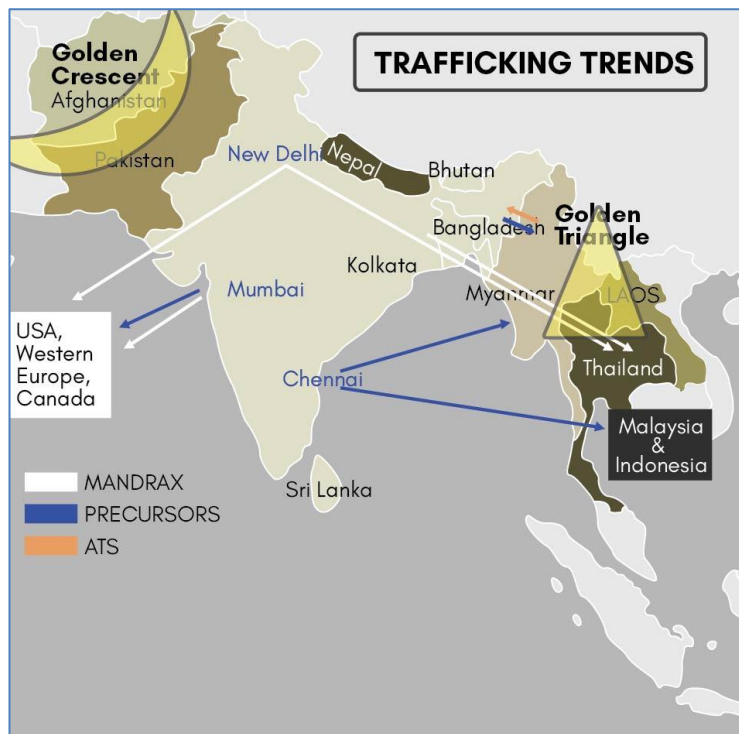 TRAFFICKING TRENDS
Golden
Crescent
Afghanistan
Pakistan
New Delhi
Nepal
Bhutan
Bangladesh
Golden
Triangle
Kolkata
Mumbai
Myanmar
LAOS
USA,
Western
Europe,
Canada
Chennai
Thailand
Malaysia
&
Indonesia
Sri Lanka
MANDRAX
PRECURSORS
ATS